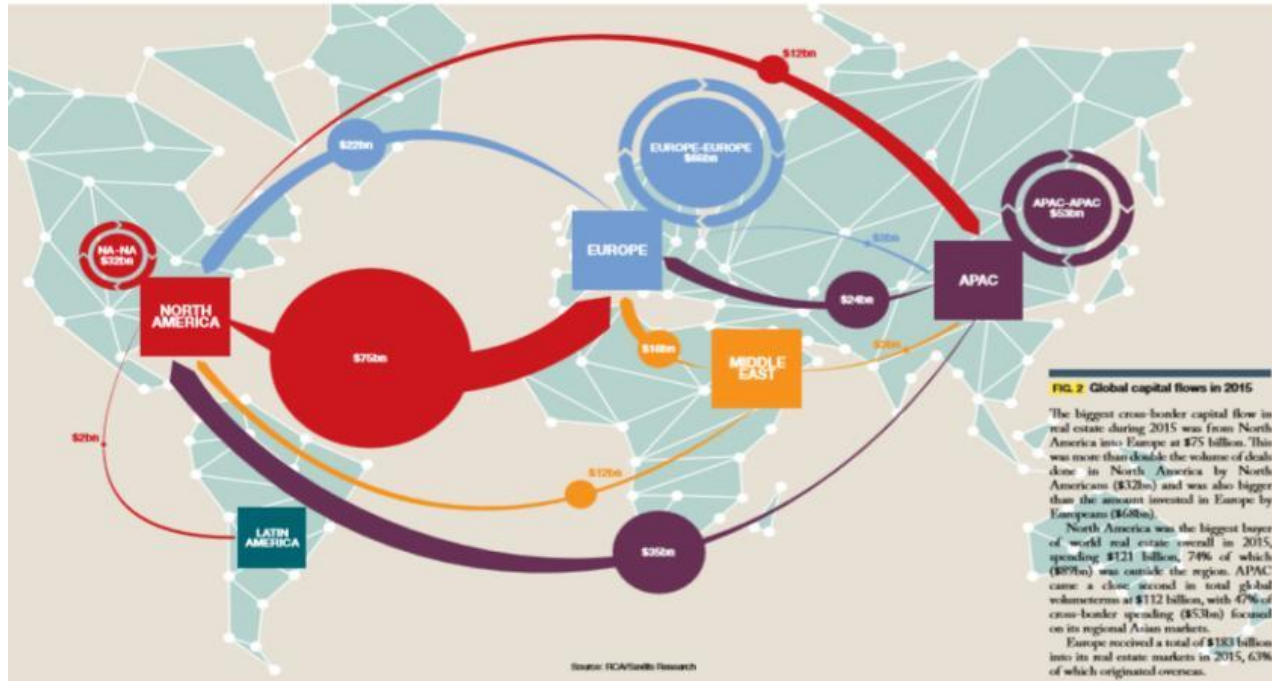 $12bn
$22bn
EUROPE-EUROPE
$68bn
APAC-APAC
$53bn
NA-NA
$32bn
EUROPE
APAC
NORTH
AMERICA
$24bn
$75bn
$16bn
MIDDLE
EAST
$2bn
$12bn
LATIN
AMERICA
$35bn
Source: RCA/Savills Research
FIG. 2 Global capital flows in 2015
The biggest cross-border capital flow in
real estate during 2015 was from North
America into Europe at $75 billion. This
was more than double the volume of deals
done in North America by North
Americans ($32bn) and was also bigger
than the amount invested in Europe by
Europeans ($68bn).
North America was the biggest buyer
of world real estate overall in 2015,
spending $121 billion, 74% of which
($89bn) was outside the region. APAC
came a close second in total global
volumeterms at $112 billion, with 47% of
cross-border spending ($53bn) focused
on its regional Asian markets.
Europe received a total of $183 billion
into its real estate markets in 2015, 63%
of which originated overseas.